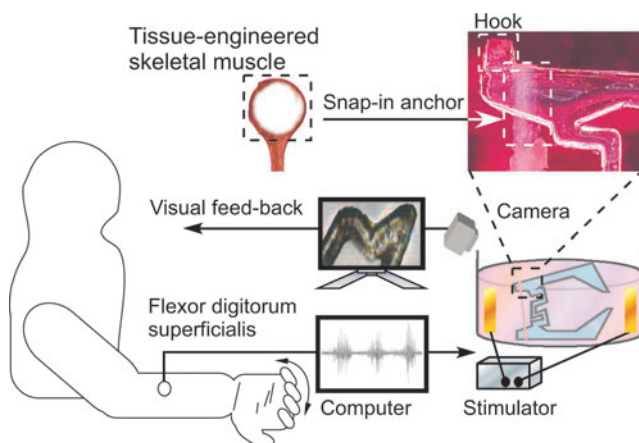 Hook
Tissue-engineered
skeletal muscle
Snap-in anchor
Visual feed-back
Camera
Flexor digitorum
superficialis
Computer
Stimulator